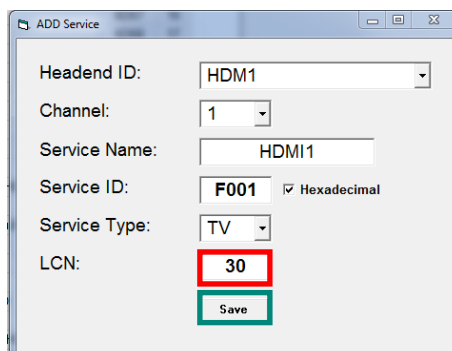 ADD Service
Headend ID: HDM1
Channel: 1
Service Name: HDMI1
Service ID: F001 Hexadecimal
Service Type: TV
LCN: 30
Save